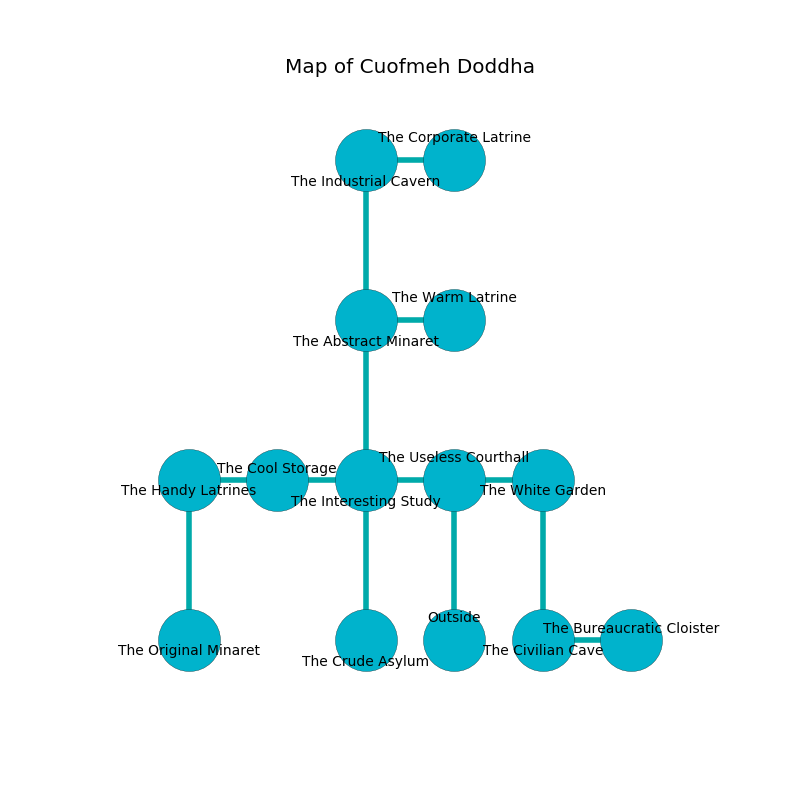 Map of Cuofmeh Doddha
The Corporate Latrine
The Industrial Cavern
The Warm Latrine
The Abstract Minaret
The Useless Courthall
The Cool Storage
The Handy Latrines
The White Garden
The Interesting Study
Outside
The Bureaucratic Cloister
The Original Minaret
The Civilian Cave
The Crude Asylum